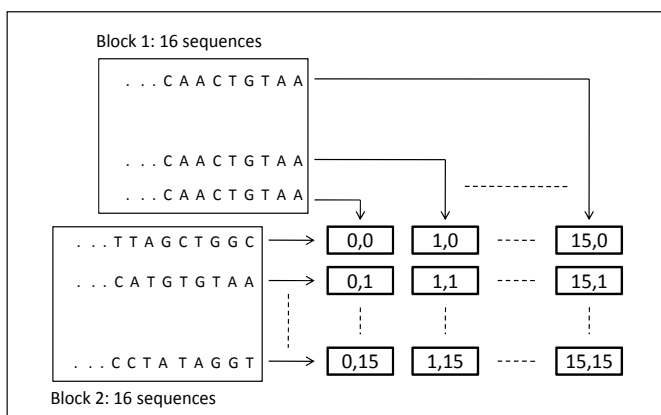 Block 1: 16 sequences
. . . C A A C T G T A A
. . . C A A C T G T A A
. . . C A A C T G T A A
. . . T T A G C T G G C 0,0 1,0 15,0
. . . C A T G T G T A A 0,1 1,1 15,1
. . . C C T A T A G G T 0,15 1,15 15,15
Block 2: 16 sequences